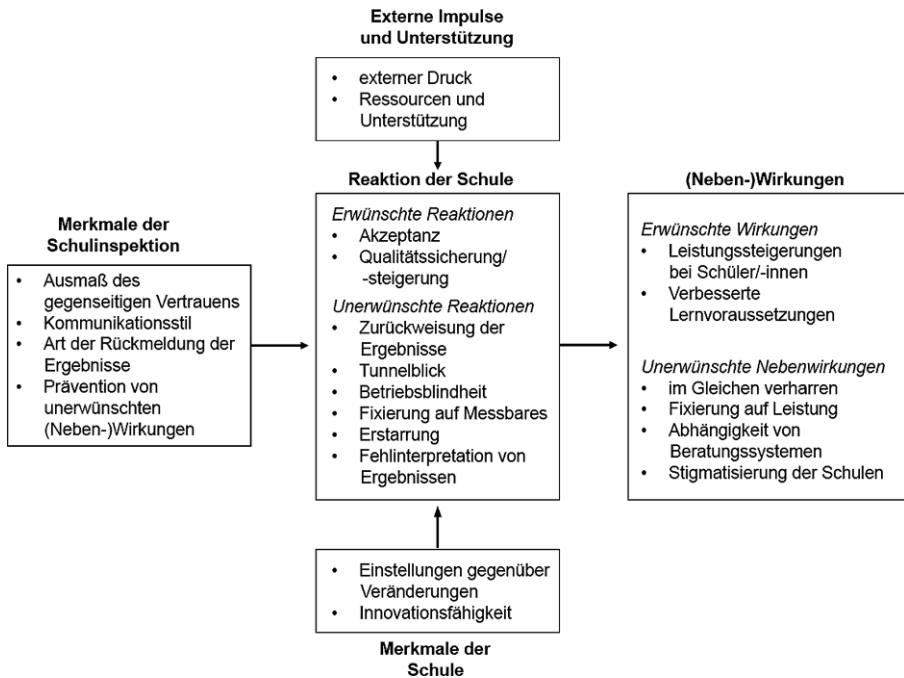 Externe Impulse
und Unterstützung
• externer Druck
• Ressourcen und
Unterstützung
Merkmale der
Schulinspektion
• Ausmaß des
gegenseitigen Vertrauens
• Kommunikationsstil
• Art der Rückmeldung der
Ergebnisse
• Prävention von
unerwünschten
(Neben-)Wirkungen
Reaktion der Schule
Erwünschte Reaktionen
• Akzeptanz
• Qualitätssicherung/
-steigerung
Unerwünschte Reaktionen
• Zurückweisung der
Ergebnisse
• Tunnelblick
• Betriebsblindheit
• Fixierung auf Messbares
• Erstarrung
• Fehlinterpretation von
Ergebnissen
(Neben-)Wirkungen
Erwünschte Wirkungen
• Leistungssteigerungen
bei Schüler/-innen
• Verbesserte
Lernvoraussetzungen
Unerwünschte Nebenwirkungen
• im Gleichen verharren
• Fixierung auf Leistung
• Abhängigkeit von
Beratungssystemen
• Stigmatisierung der Schulen
• Einstellungen gegenüber
Veränderungen
• Innovationsfähigkeit
Merkmale der
Schule